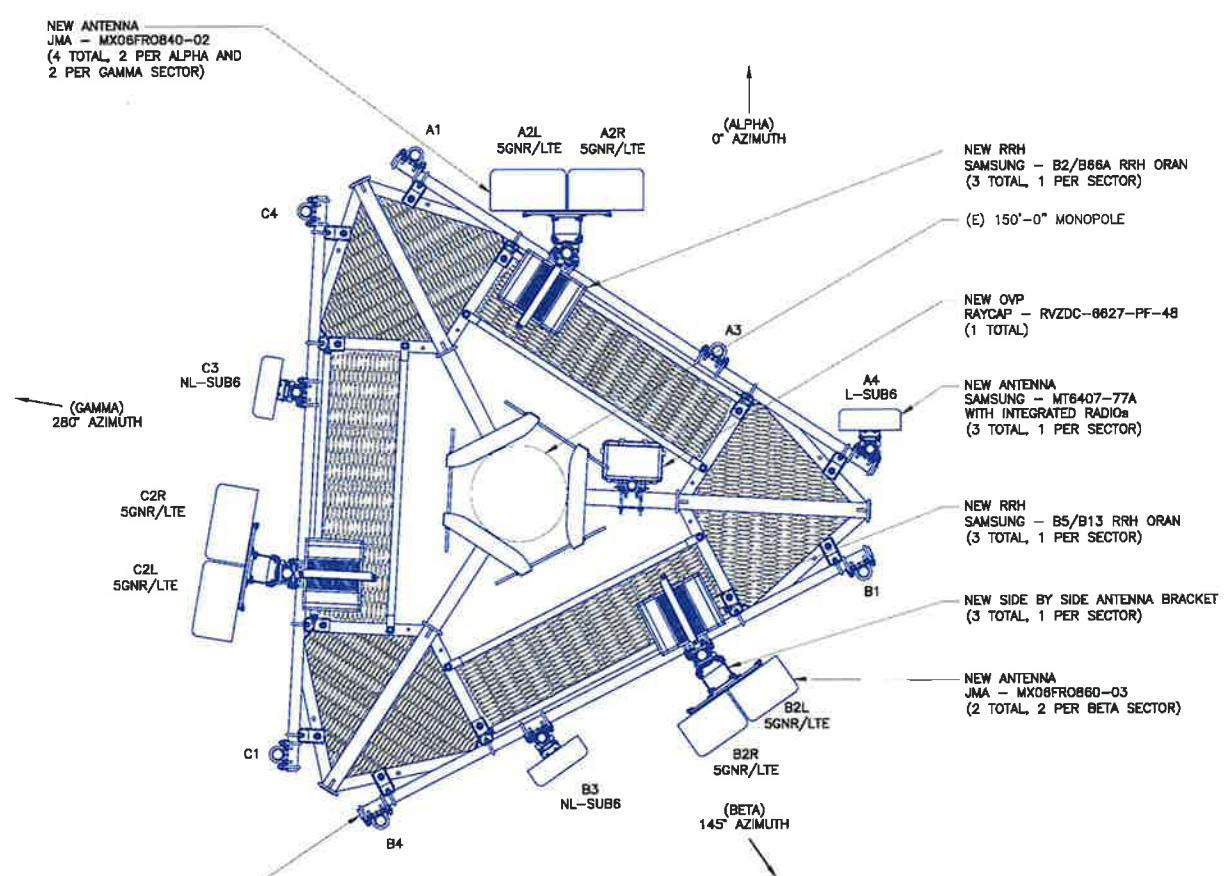 NEW ANTENNA
JMA - MX06FRO840-02
(4 TOTAL, 2 PER ALPHA AND
2 PER GAMMA SECTOR)
(ALPHA)
0° AZIMUTH
A1
A2L
5GNR/LTE
A2R
5GNR/LTE
NEW RRH
SAMSUNG - B2/B66A RRH ORAN
(3 TOTAL, 1 PER SECTOR)
C4
(E) 150'-0" MONOPOLE
NEW OVP
RAYCAP - RVZDC-6627-PF-48
(1 TOTAL)
A3
C3
NL-SUB6
A4
L-SUB6
NEW ANTENNA
SAMSUNG - MT6407-77A
WITH INTEGRATED RADIOs
(3 TOTAL, 1 PER SECTOR)
(GAMMA)
280° AZIMUTH
C2R
5GNR/LTE
NEW RRH
SAMSUNG - B5/B13 RRH ORAN
(3 TOTAL, 1 PER SECTOR)
C2L
5GNR/LTE
B1
NEW SIDE BY SIDE ANTENNA BRACKET
(3 TOTAL, 1 PER SECTOR)
NEW ANTENNA
JMA - MX06FRO860-03
(2 TOTAL, 2 PER BETA SECTOR)
B2L
5GNR/LTE
C1
B2R
5GNR/LTE
B3
NL-SUB6
(BETA)
145° AZIMUTH
B4